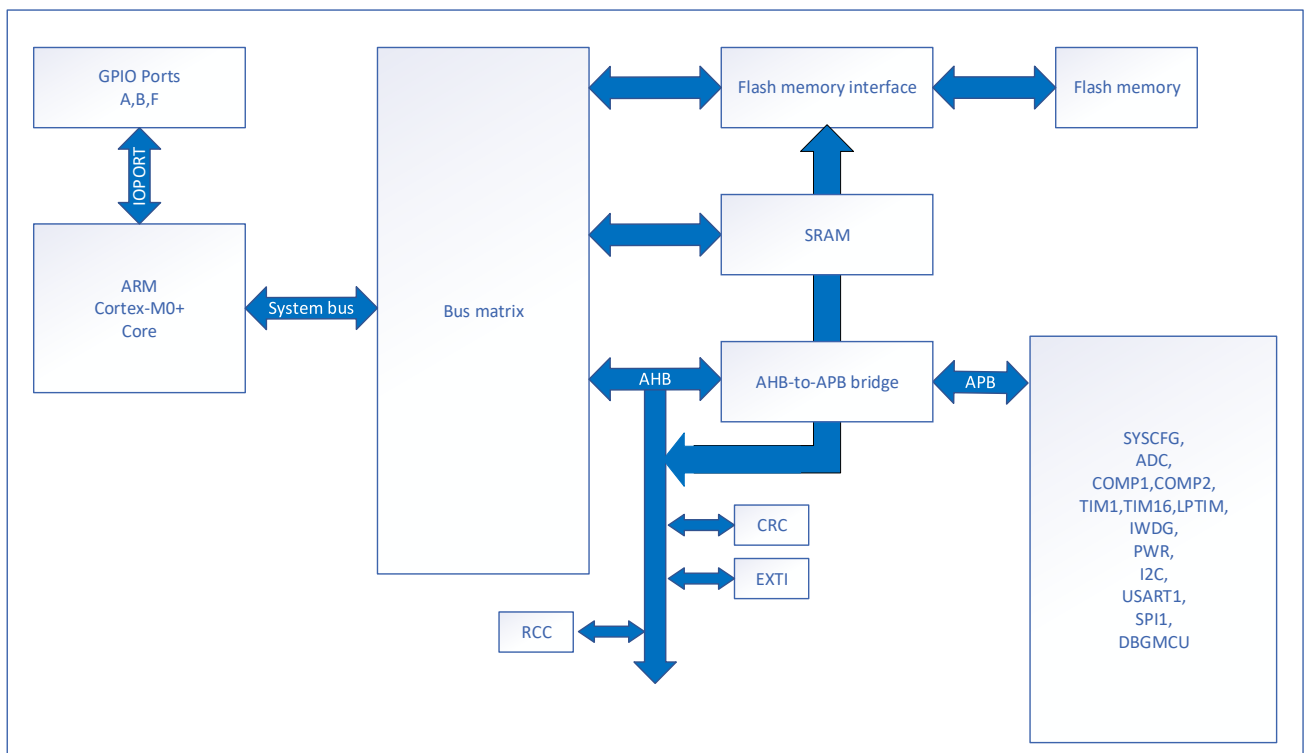 GPIO Ports
A,B,F
IOPORT
ARM
Cortex-M0+
Core
System bus
Bus matrix
Flash memory interface
Flash memory
SRAM
AHB
AHB-to-APB bridge
APB
SYSCFG,
ADC,
COMP1,COMP2,
TIM1,TIM16,LPTIM,
IWDG,
PWR,
I2C,
USART1,
SPI1,
DBGMCU
CRC
EXTI
RCC